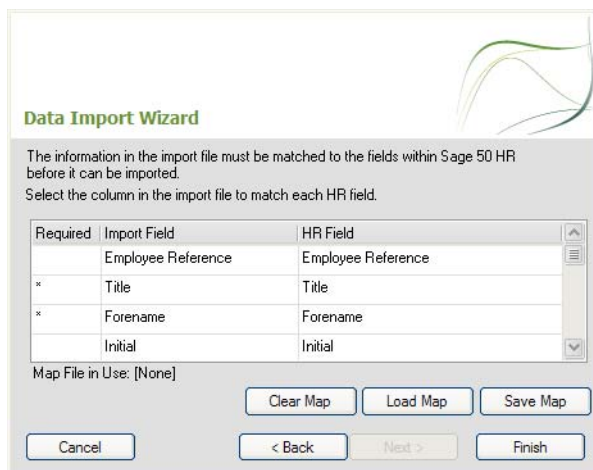 Data Import Wizard
The information in the import file must be matched to the fields within Sage 50 HR
before it can be imported.
Select the column in the import file to match each HR field.
Required Import Field HR Field
Employee Reference Employee Reference
* Title Title
* Forename Forename
Initial Initial
Map File in Use: [None]
Clear Map Load Map Save Map
Cancel < Back Next > Finish